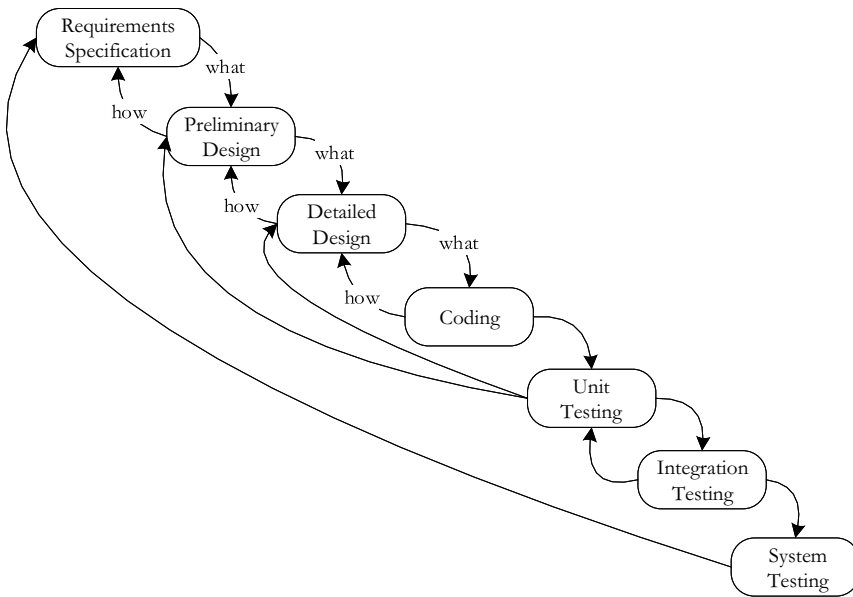 Requirements
Specification
what
how
Preliminary
Design
what
how
Detailed
Design
what
how
Coding
Unit
Testing
Integration
Testing
System
Testing